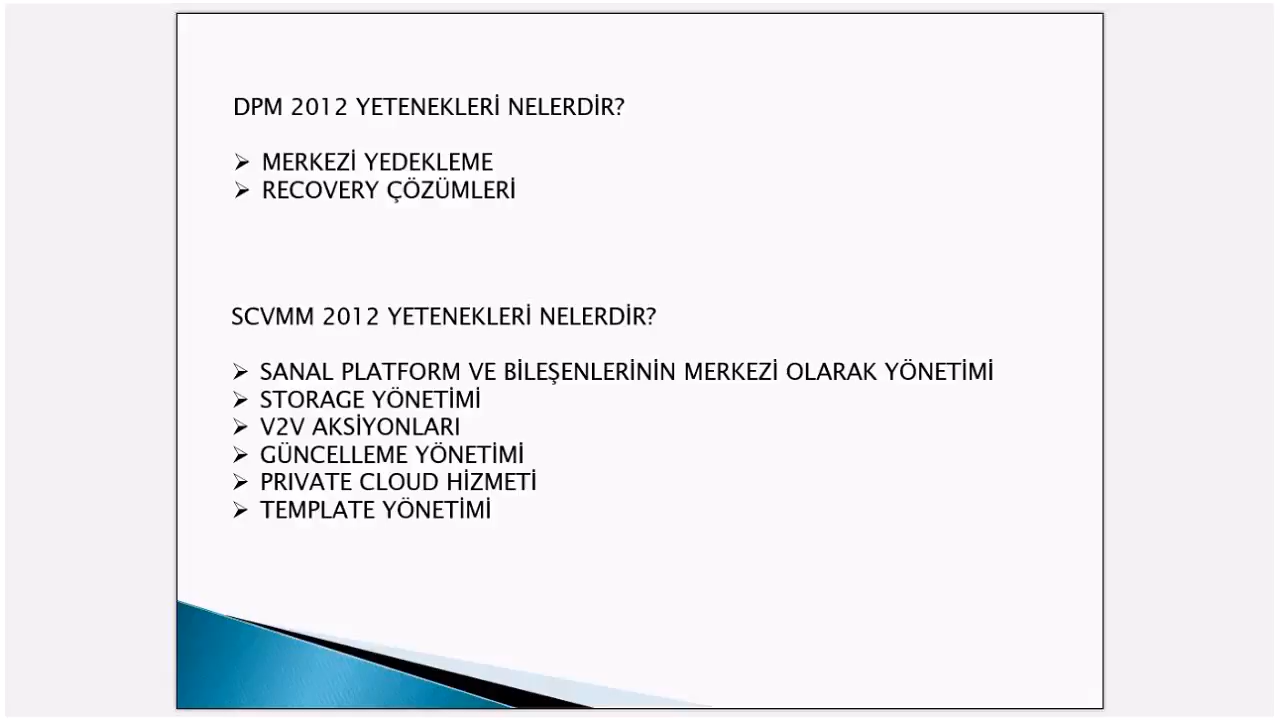 DPM 2012 YETENEKLERİ NELERDİR?
➢ MERKEZİ YEDEKLEME
➢ RECOVERY ÇÖZÜMLERİ
SCVMM 2012 YETENEKLERİ NELERDİR?
➢ SANAL PLATFORM VE BİLEŞENLERİNİN MERKEZİ OLARAK YÖNETİMİ
➢ STORAGE YÖNETİMİ
➢ V2V AKSİYONLARI
➢ GÜNCELLEME YÖNETİMİ
➢ PRIVATE CLOUD HİZMETİ
➢ TEMPLATE YÖNETİMİ